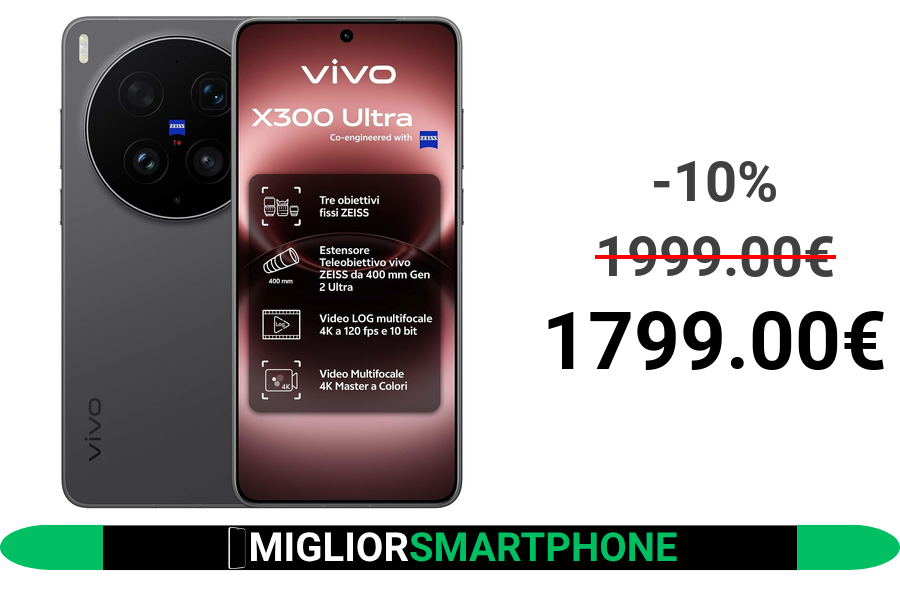 ZEISS
T*
vivo
vivo
X300 Ultra
Co-engineered with
ZEISS
Tre obiettivi
fissi ZEISS
400 mm
Estensore
Teleobiettivo vivo
ZEISS da 400 mm Gen
2 Ultra
Log
Video LOG multifocale
4K a 120 fps e 10 bit
4K
Video Multifocale
4K Master a Colori
-10%
1999.00€
1799.00€
MIGLIORSMARTPHONE